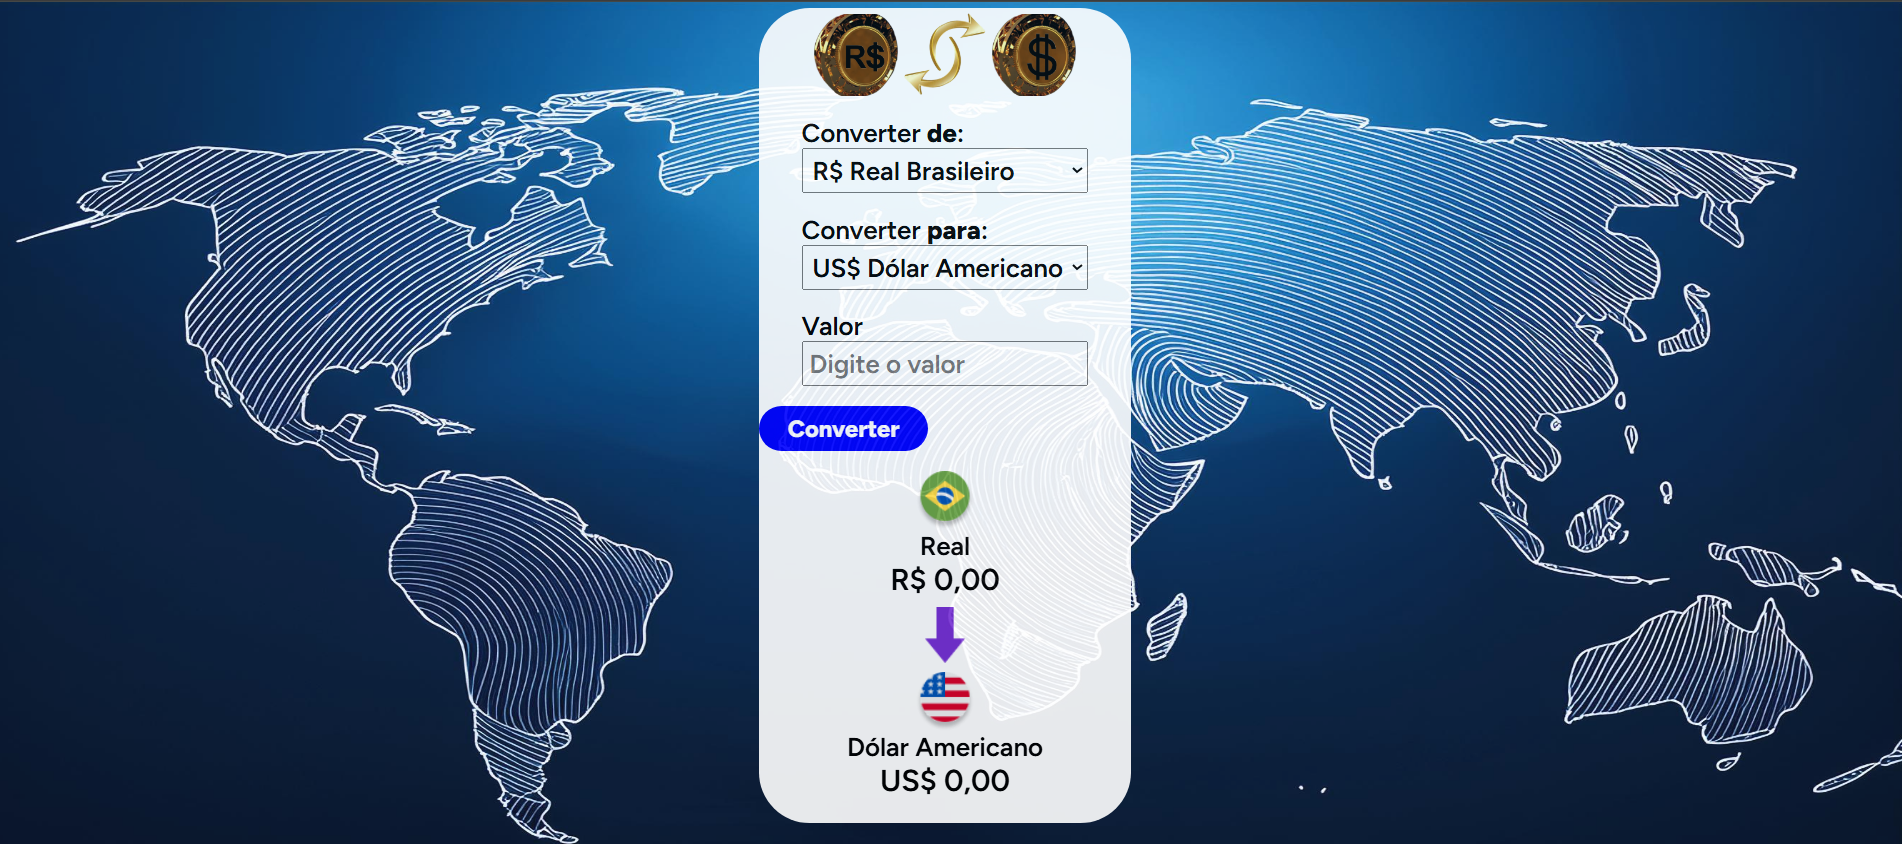 R$ $
Converter de:
R$ Real Brasileiro
Converter para:
US$ Dólar Americano
Valor
Digite o valor
Converter
Real
R$ 0,00
Dólar Americano
US$ 0,00